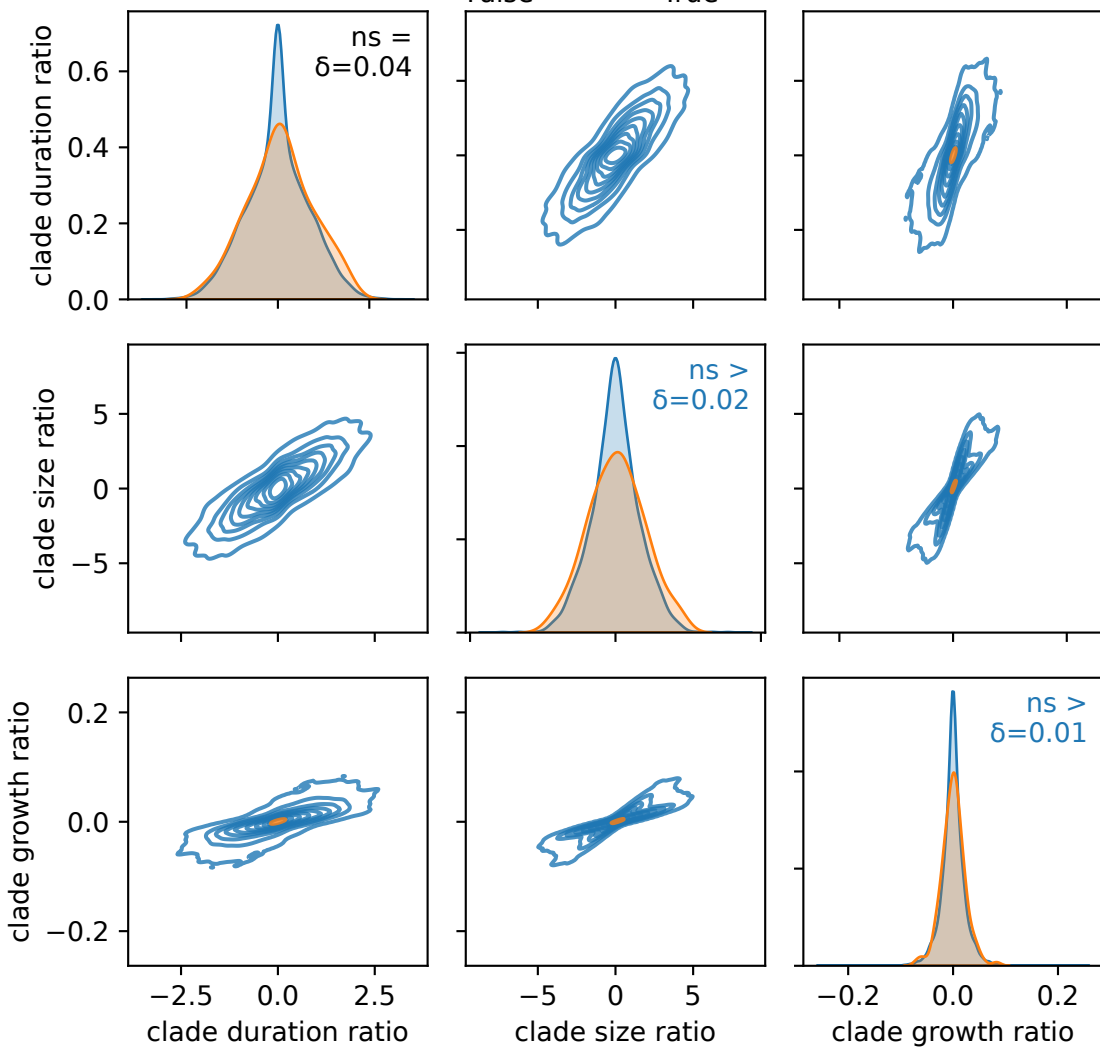 clade duration ratio
0.6
0.4
0.2
0.0
ns =
δ=0.04
clade size ratio
5
0
−5
ns >
δ=0.02
clade growth ratio
0.2
0.0
−0.2
ns >
δ=0.01
−2.5 0.0 2.5
−5 0 5
−0.2 0.0 0.2
clade duration ratio
clade size ratio
clade growth ratio